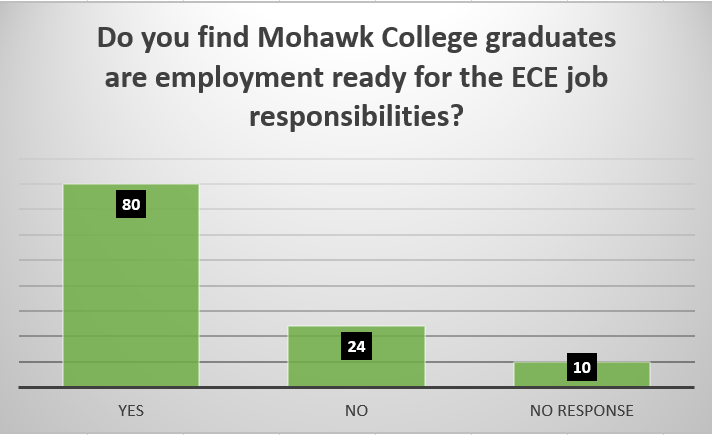 Do you find Mohawk College graduates
are employment ready for the ECE job
responsibilities?
80
24
10
YES
NO
NO RESPONSE